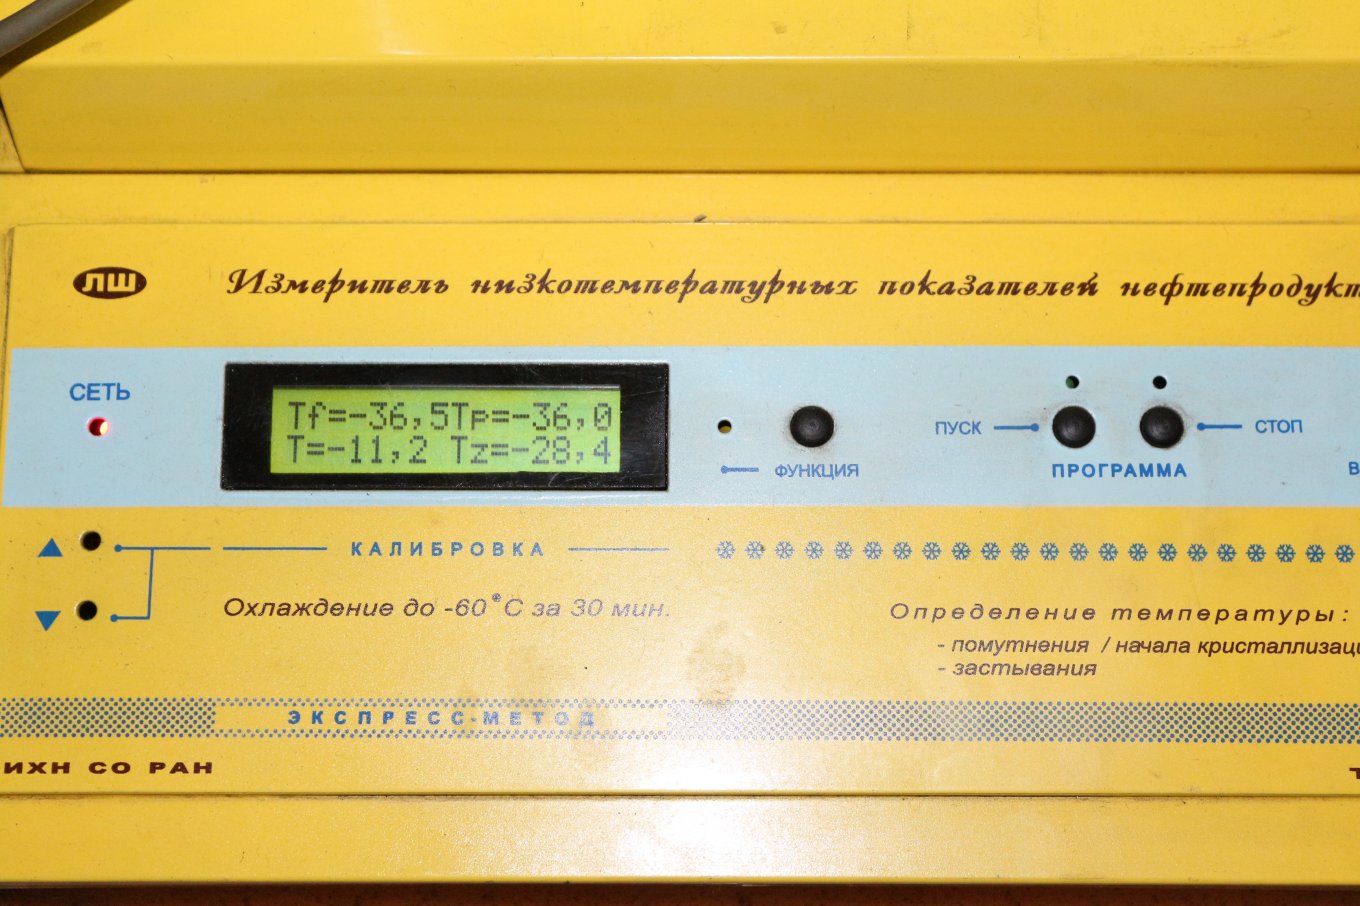 ЛШ
Измеритель низкотемпературных показателей нефтепродукт
СЕТЬ
Tf=-36,5Tp=-36,0
T=-11,2 Tz=-28,4
ФУНКЦИЯ
ПУСК
СТОП
ПРОГРАММА
В
КАЛИБРОВКА
Охлаждение до -60°С за 30 мин.
Определение температуры:
- помутнения / начала кристаллизаци
- застывания
ЭКСПРЕСС-МЕТОД
ИХН СО РАН
Т